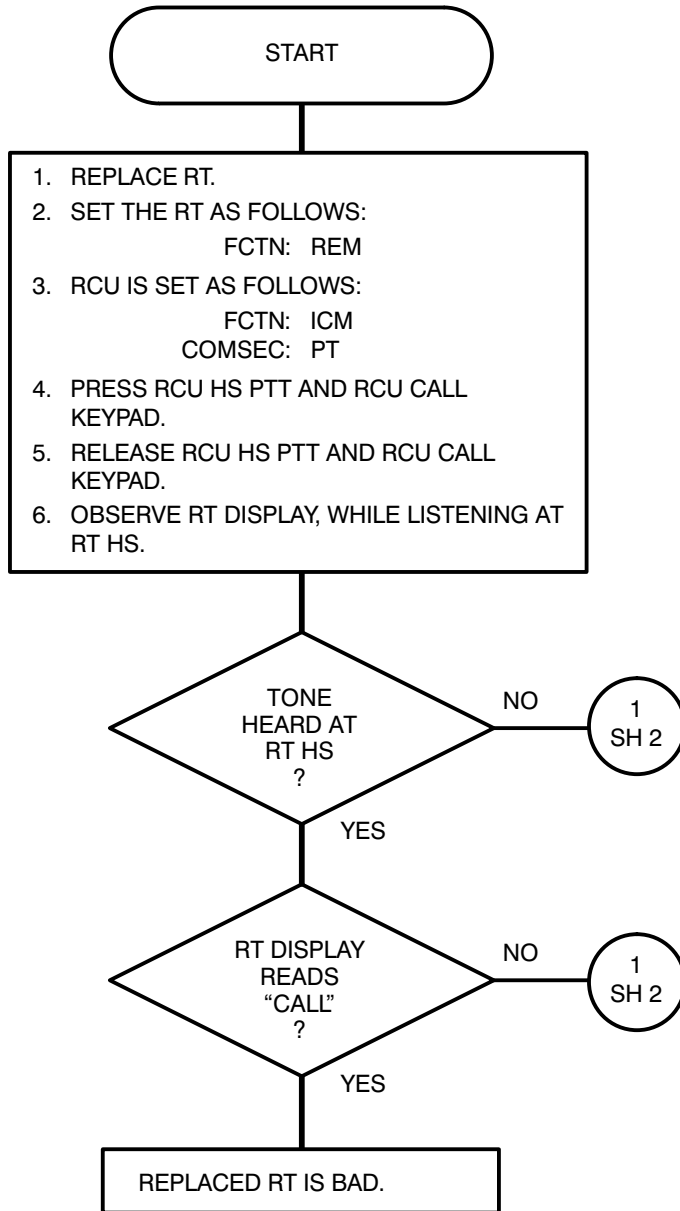 START
1. REPLACE RT.
2. SET THE RT AS FOLLOWS:
FCTN: REM
3. RCU IS SET AS FOLLOWS:
FCTN: ICM
COMSEC: PT
4. PRESS RCU HS PTT AND RCU CALL
KEYPAD.
5. RELEASE RCU HS PTT AND RCU CALL
KEYPAD.
6. OBSERVE RT DISPLAY, WHILE LISTENING AT
RT HS.
TONE
HEARD AT
RT HS
?
NO
1
SH 2
YES
RT DISPLAY
READS
“CALL”
?
NO
1
SH 2
YES
REPLACED RT IS BAD.